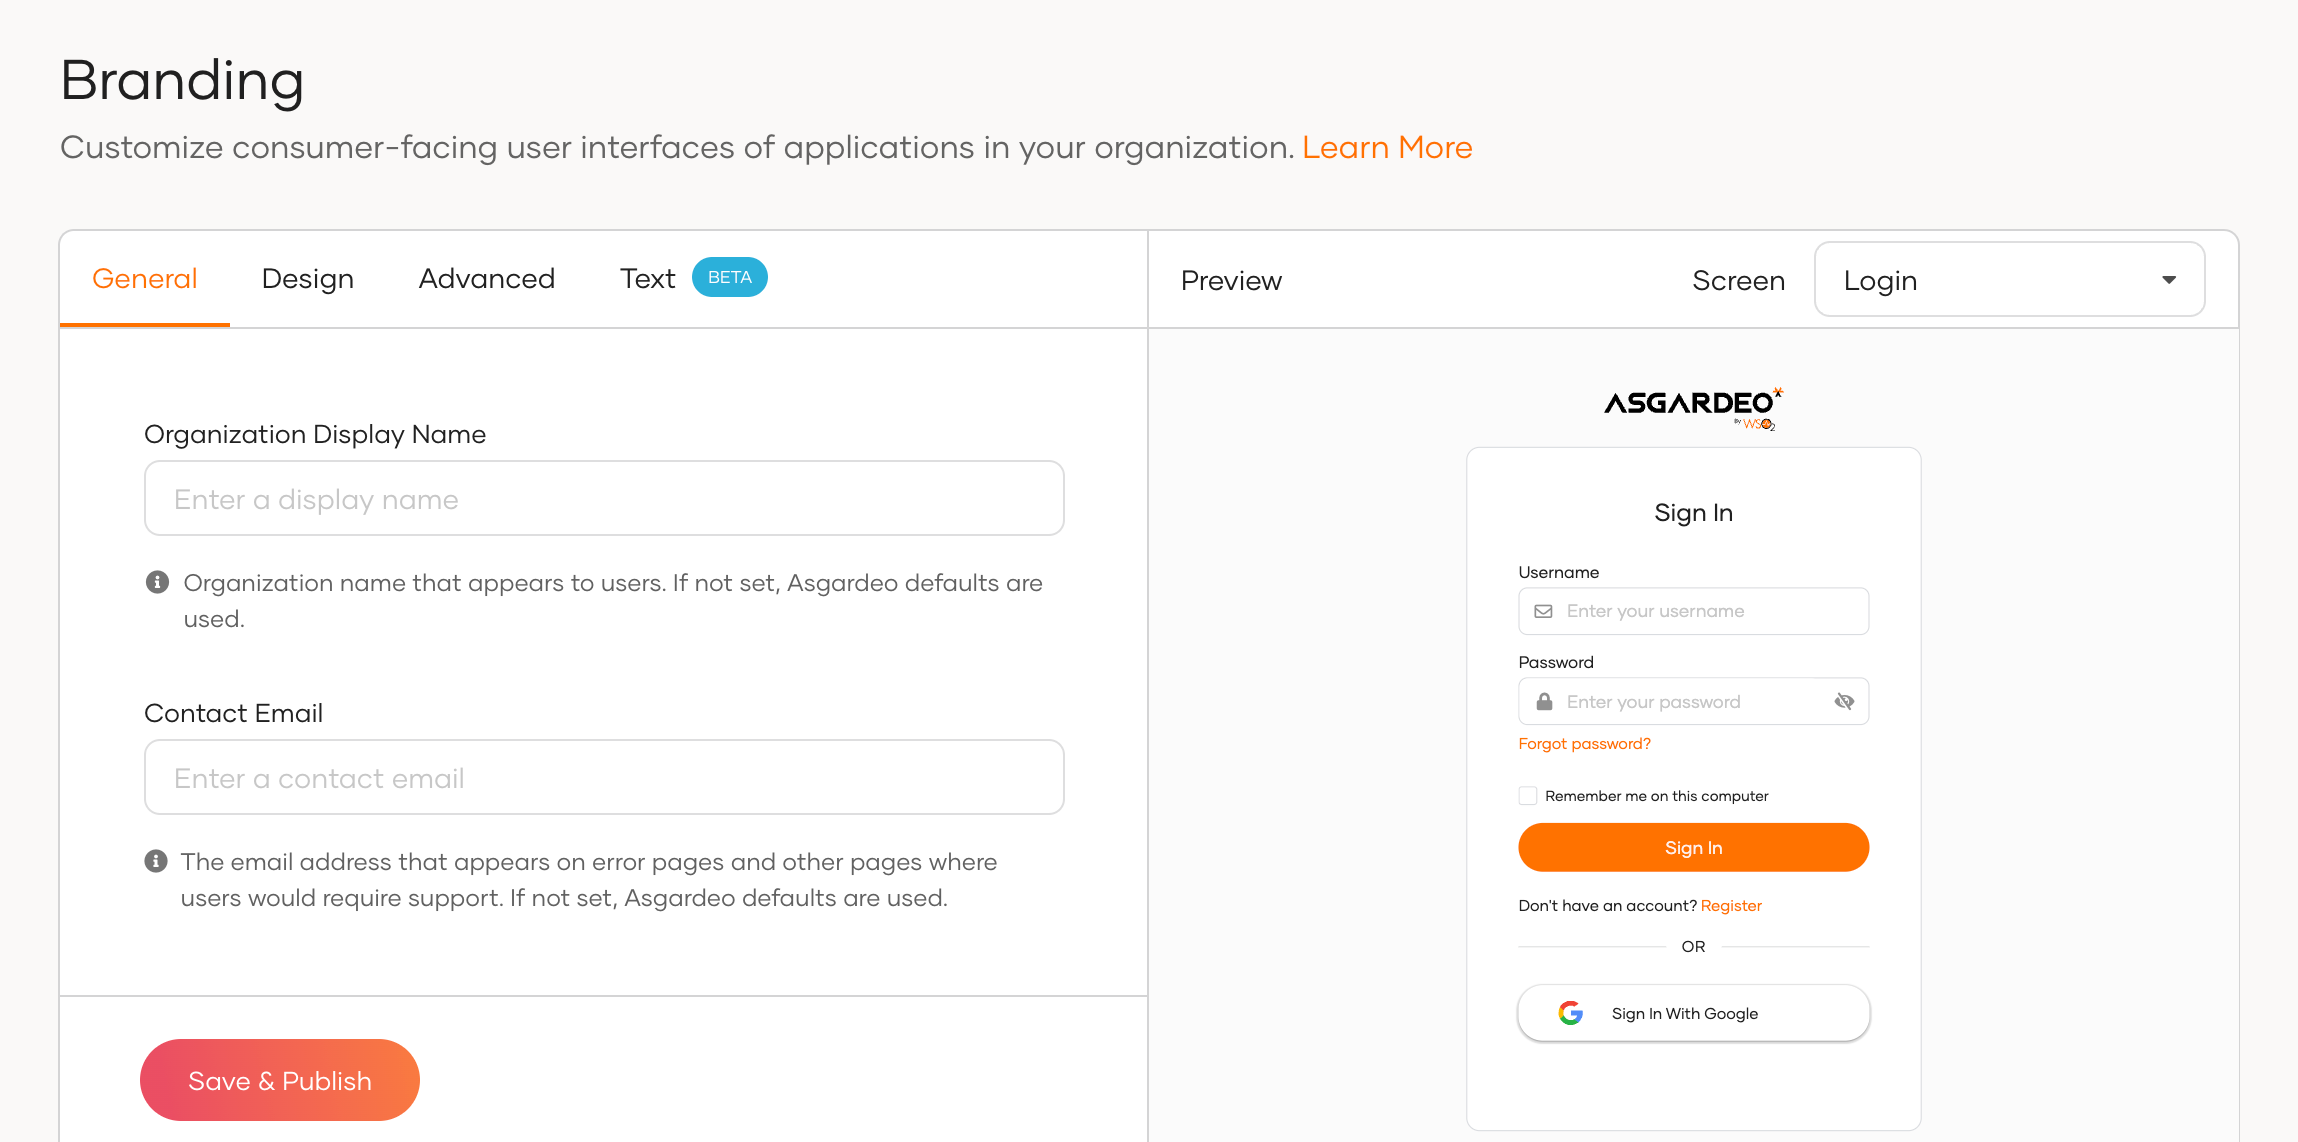 Branding
Customize consumer-facing user interfaces of applications in your organization. Learn More
General Design Advanced Text BETA
Preview Screen Login
Organization Display Name
Enter a display name
Organization name that appears to users. If not set, Asgardeo defaults are
used.
Contact Email
Enter a contact email
The email address that appears on error pages and other pages where
users would require support. If not set, Asgardeo defaults are used.
Save & Publish
ASGARDEO
By WSO2
Sign In
Username
Enter your username
Password
Enter your password
Forgot password?
Remember me on this computer
Sign In
Don't have an account? Register
OR
Sign In With Google